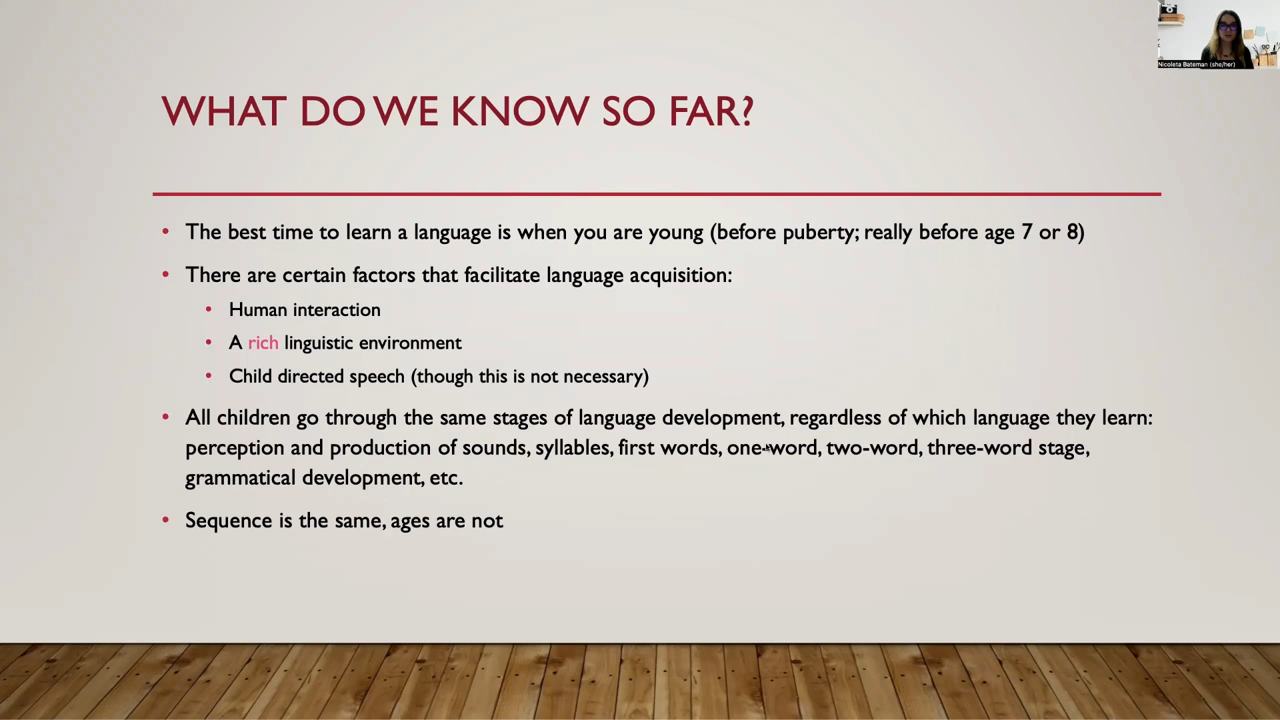 Nicoleta Bateman (she/her)
WHAT DO WE KNOW SO FAR?
• The best time to learn a language is when you are young (before puberty; really before age 7 or 8)
• There are certain factors that facilitate language acquisition:
• Human interaction
• A rich linguistic environment
• Child directed speech (though this is not necessary)
• All children go through the same stages of language development, regardless of which language they learn:
perception and production of sounds, syllables, first words, one-word, two-word, three-word stage,
grammatical development, etc.
• Sequence is the same, ages are not